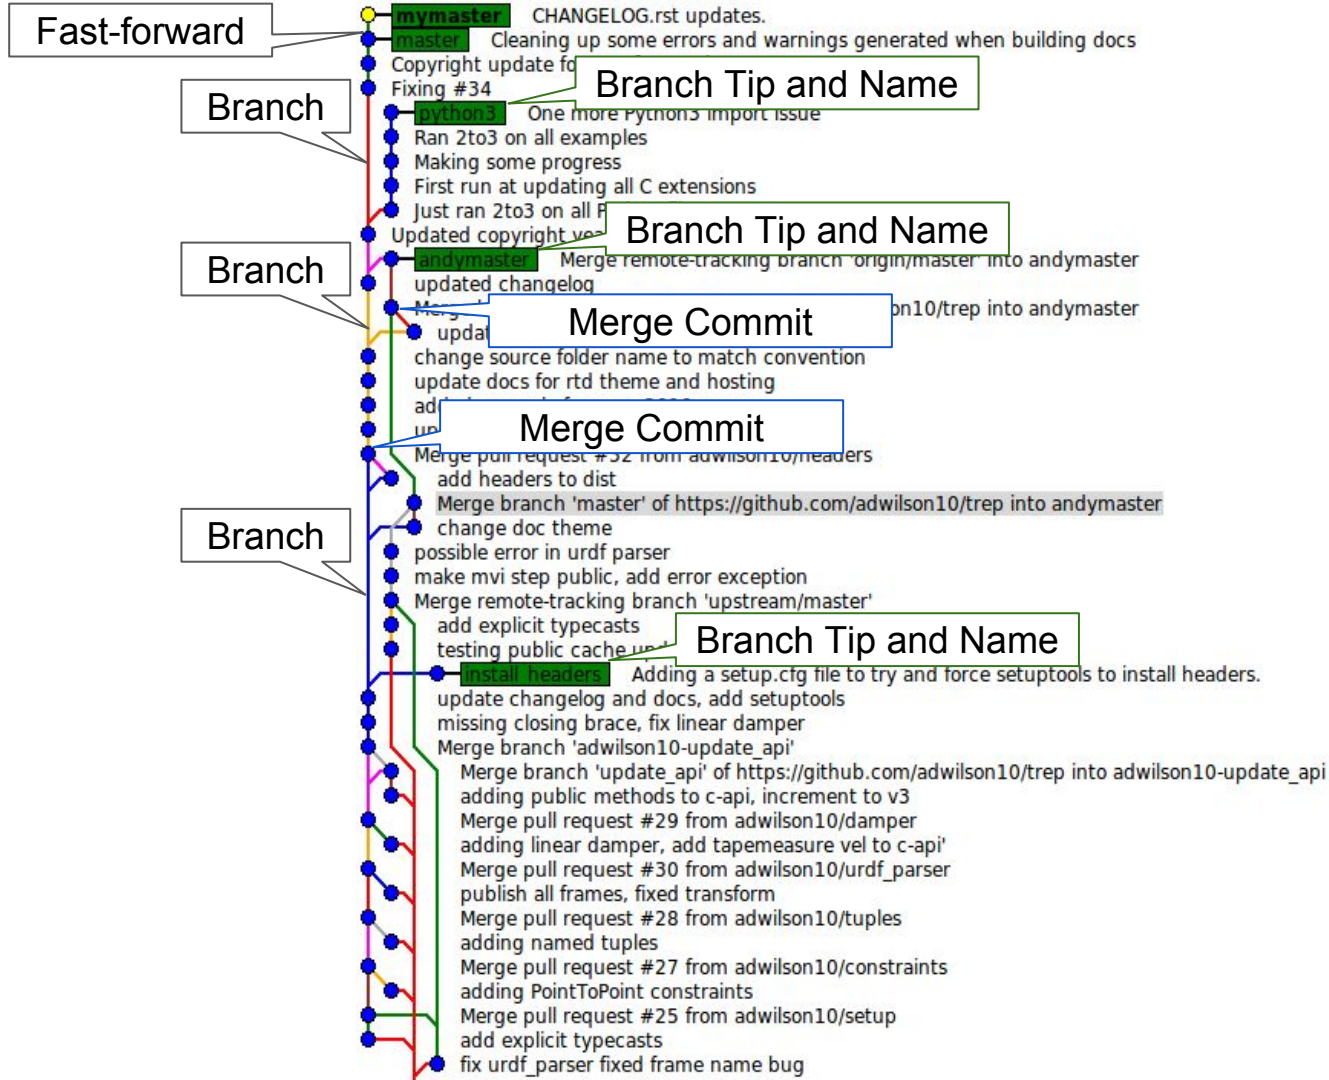 mymaster CHANGELOG.rst updates.
Fast-forward
master Cleaning up some errors and warnings generated when building docs
Copyright update fo
Branch Tip and Name
Fixing #34
Branch
python3 One more Python3 import issue
Ran 2to3 on all examples
Making some progress
First run at updating all C extensions
Just ran 2to3 on all P
Branch Tip and Name
Updated copyright yea
andymaster Merge remote-tracking branch 'origin/master' into andymaster
Branch
updated changelog
on10/trep into andymaster
Merge Commit
updat
change source folder name to match convention
update docs for rtd theme and hosting
add
Merge Commit
up
Merge pull request #32 from adwilson10/headers
add headers to dist
Merge branch 'master' of https://github.com/adwilson10/trep into andymaster
change doc theme
Branch
possible error in urdf parser
make mvi step public, add error exception
Merge remote-tracking branch 'upstream/master'
add explicit typecasts
Branch Tip and Name
testing public cache upd
install_headers Adding a setup.cfg file to try and force setuptools to install headers.
update changelog and docs, add setuptools
missing closing brace, fix linear damper
Merge branch 'adwilson10-update_api'
Merge branch 'update_api' of https://github.com/adwilson10/trep into adwilson10-update_api
adding public methods to c-api, increment to v3
Merge pull request #29 from adwilson10/damper
adding linear damper, add tapemeasure vel to c-api'
Merge pull request #30 from adwilson10/urdf_parser
publish all frames, fixed transform
Merge pull request #28 from adwilson10/tuples
adding named tuples
Merge pull request #27 from adwilson10/constraints
adding PointToPoint constraints
Merge pull request #25 from adwilson10/setup
add explicit typecasts
fix urdf_parser fixed frame name bug